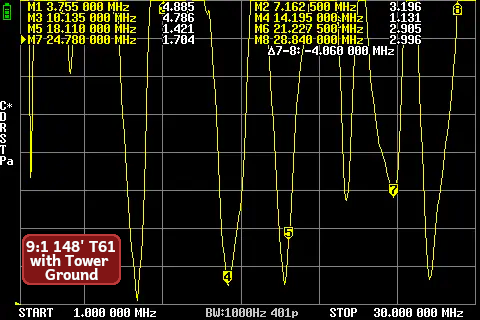 M1 3.755 000 MHz 4.885 M2 7.162 500 MHz 3.196
M3 10.135 000 MHz 4.786 M4 14.195 000 MHz 1.131
M5 18.110 000 MHz 1.421 M6 21.227 500 MHz 2.905
M7 24.780 000 MHz 1.704 M8 28.840 000 MHz 2.996
Δ7-8: -4.060 000 MHz
C*
D
R
S
T
Pa
8
7
5
4
9:1 148' T61
with Tower
Ground
START 1.000 000 MHz BW:1000Hz 401p STOP 30.000 000 MHz